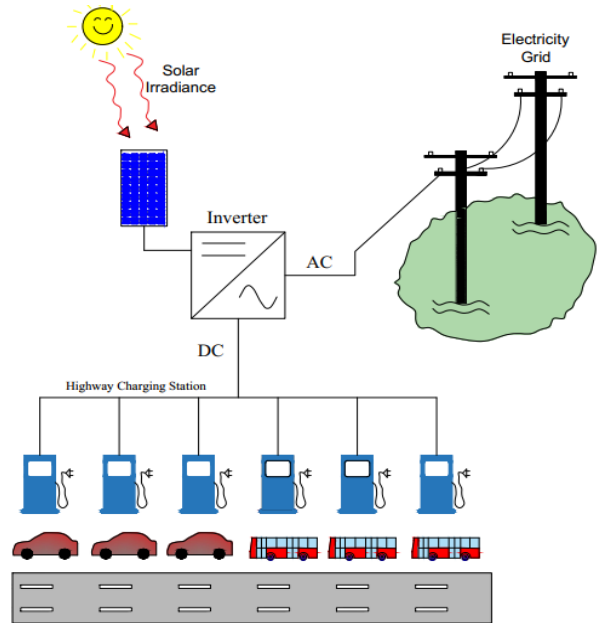 Electricity
Grid
Solar
Irradiance
Inverter
AC
DC
Highway Charging Station